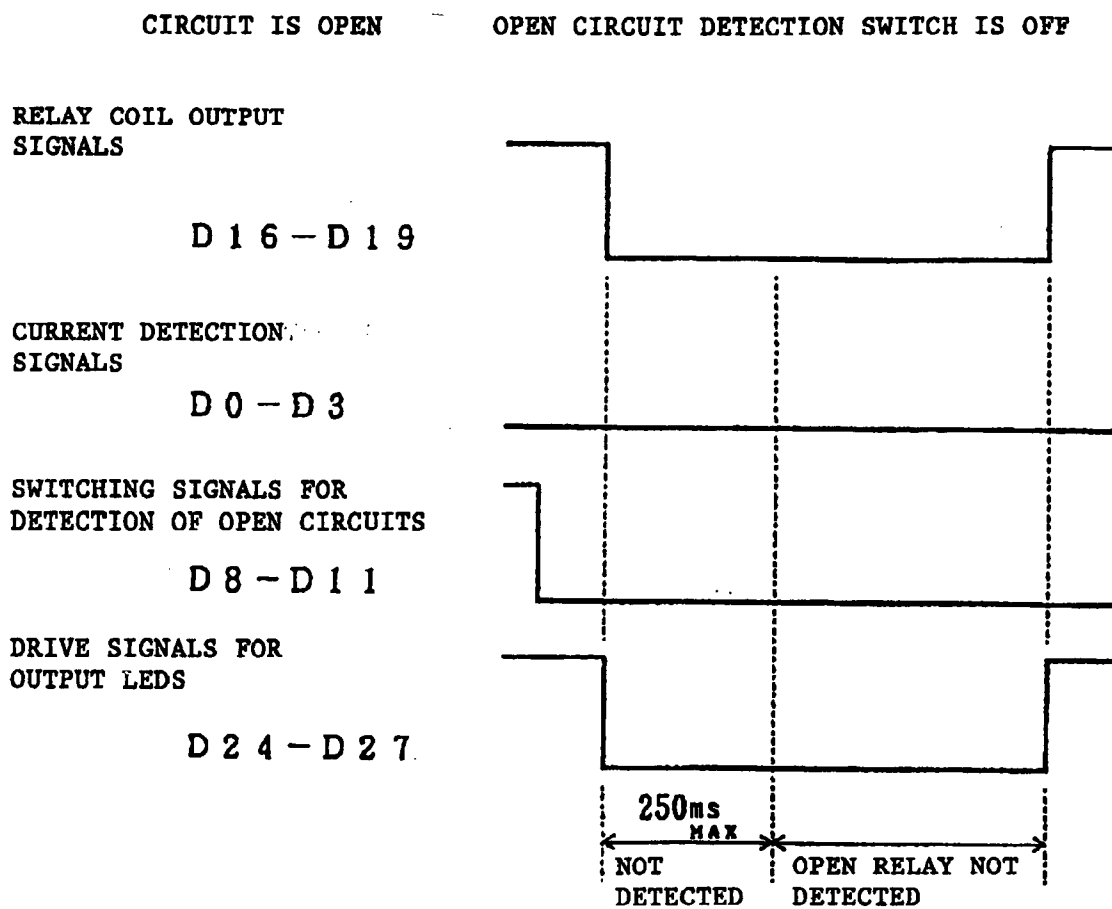 CIRCUIT IS OPEN OPEN CIRCUIT DETECTION SWITCH IS OFF
RELAY COIL OUTPUT
SIGNALS
D16-D19
CURRENT DETECTION
SIGNALS
D0-D3
SWITCHING SIGNALS FOR
DETECTION OF OPEN CIRCUITS
D8-D11
DRIVE SIGNALS FOR
OUTPUT LEDS
D24-D27
250ms
MAX
NOT
DETECTED
OPEN RELAY NOT
DETECTED